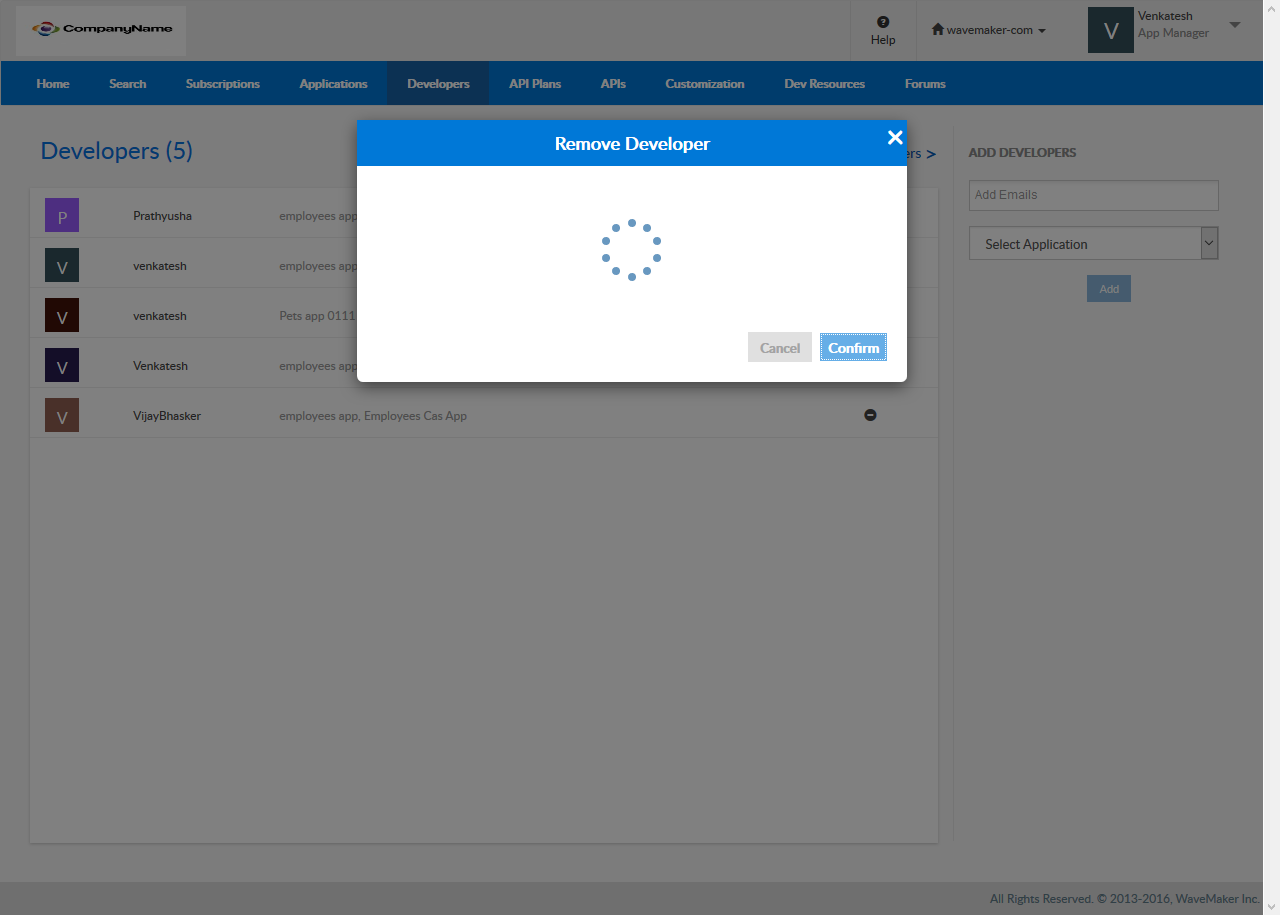 CompanyName
Help
wavemaker-com
V
Venkatesh
App Manager
Home Search Subscriptions Applications Developers API Plans APIs Customization Dev Resources Forums
Developers (5)
Remove Developer
ers >
ADD DEVELOPERS
P Prathyusha employees app
Add Emails
V venkatesh employees app
Select Application
Add
V venkatesh Pets app 0111
Cancel Confirm
V Venkatesh employees app
V VijayBhasker employees app, Employees Cas App
All Rights Reserved. © 2013-2016, WaveMaker Inc.